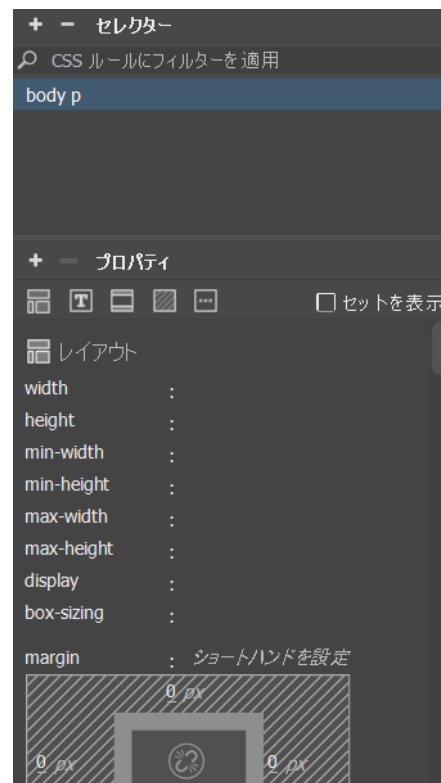 + − セレクター
CSS ルールにフィルターを適用
body p
+ − プロパティ
T
セットを表示
レイアウト
width :
height :
min-width :
min-height :
max-width :
max-height :
display :
box-sizing :
margin : ショートハンドを設定
0 px
0 px 0 px